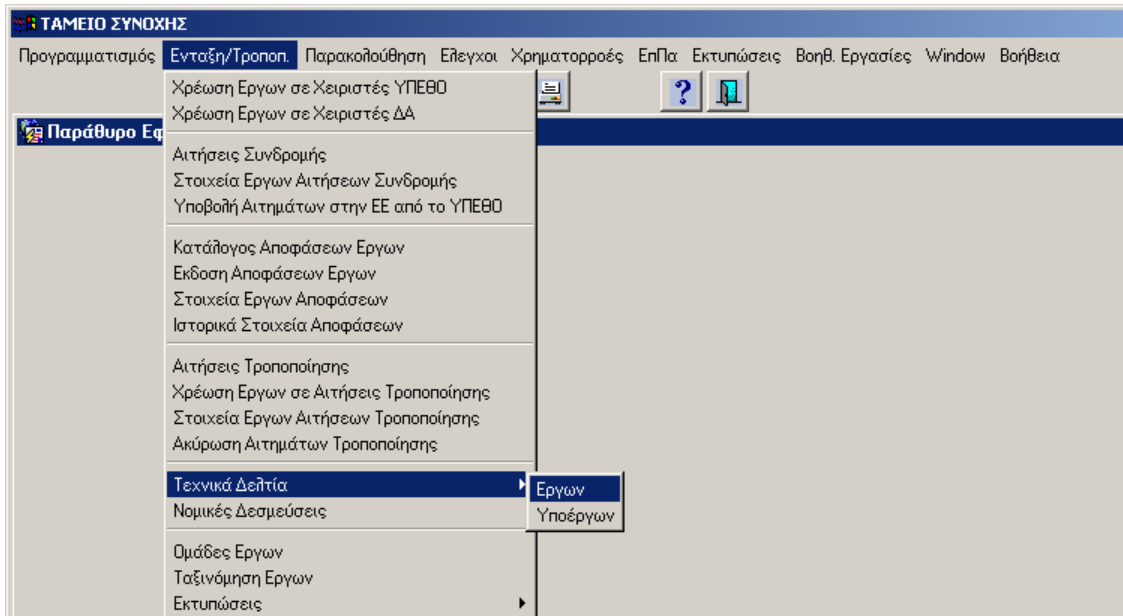 ΤΑΜΕΙΟ ΣΥΝΟΧΗΣ
Προγραμματισμός Ενταξη/Τροποπ. Παρακολούθηση Ελεγχοι Χρηματορροές ΕπΠα Εκτυπώσεις Βοηθ. Εργασίες Window Βοήθεια
Χρέωση Εργων σε Χειριστές ΥΠΕΘΟ
?
Χρέωση Εργων σε Χειριστές ΔΑ
Παράθυρο Εφ
Αιτήσεις Συνδρομής
Στοιχεία Εργων Αιτήσεων Συνδρομής
Υποβολή Αιτημάτων στην ΕΕ από το ΥΠΕΘΟ
Κατάλογος Αποφάσεων Εργων
Εκδοση Αποφάσεων Εργων
Στοιχεία Εργων Αποφάσεων
Ιστορικά Στοιχεία Αποφάσεων
Αιτήσεις Τροποποίησης
Χρέωση Εργων σε Αιτήσεις Τροποποίησης
Στοιχεία Εργων Αιτήσεων Τροποποίησης
Ακύρωση Αιτημάτων Τροποποίησης
Τεχνικά Δελτία
Εργων
Νομικές Δεσμεύσεις
Υποέργων
Ομάδες Εργων
Ταξινόμηση Εργων
Εκτυπώσεις